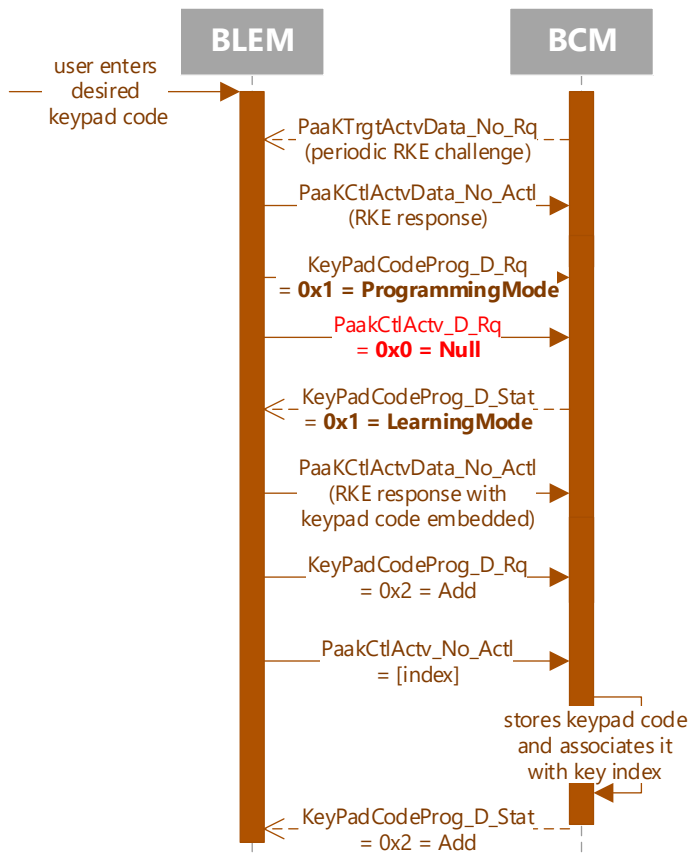 BLEM
BCM
user enters
desired
keypad code
PaaKTrgtActvData_No_Rq
(periodic RKE challenge)
PaaKCtlActvData_No_Actl
(RKE response)
KeyPadCodeProg_D_Rq
= 0x1 = ProgrammingMode
PaakCtlActv_D_Rq
= 0x0 = Null
KeyPadCodeProg_D_Stat
= 0x1 = LearningMode
PaaKCtlActvData_No_Actl
(RKE response with
keypad code embedded)
KeyPadCodeProg_D_Rq
= 0x2 = Add
PaakCtlActv_No_Actl
= [index]
stores keypad code
and associates it
with key index
KeyPadCodeProg_D_Stat
= 0x2 = Add